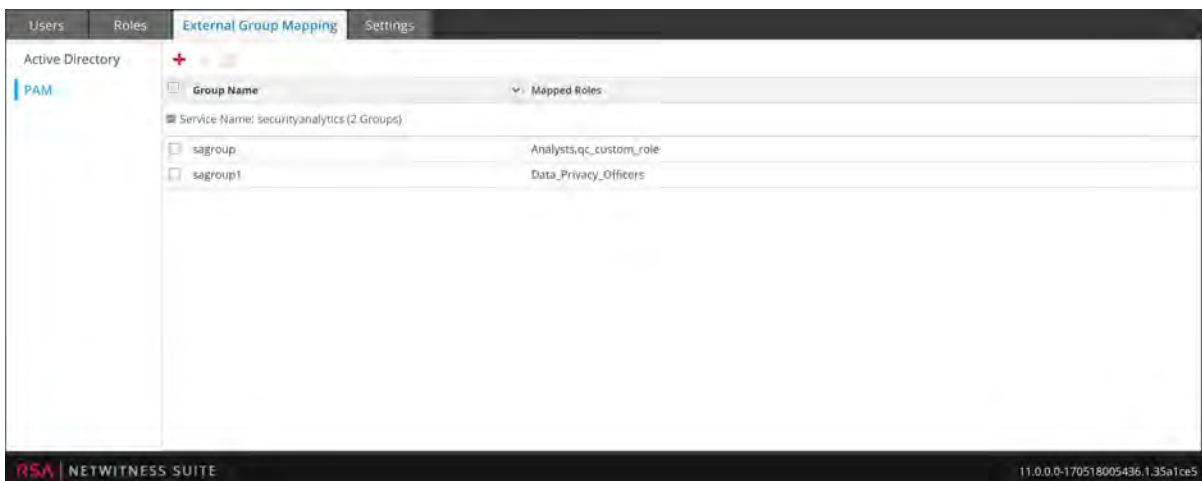 Users Roles External Group Mapping Settings
Active Directory
PAM
Group Name Mapped Roles
Service Name: securityanalytics (2 Groups)
sagroup Analysts,qc_custom_role
sagroup1 Data_Privacy_Officers
RSA NETWITNESS SUITE 11.0.0.0-170518005436.1.35a1ce5